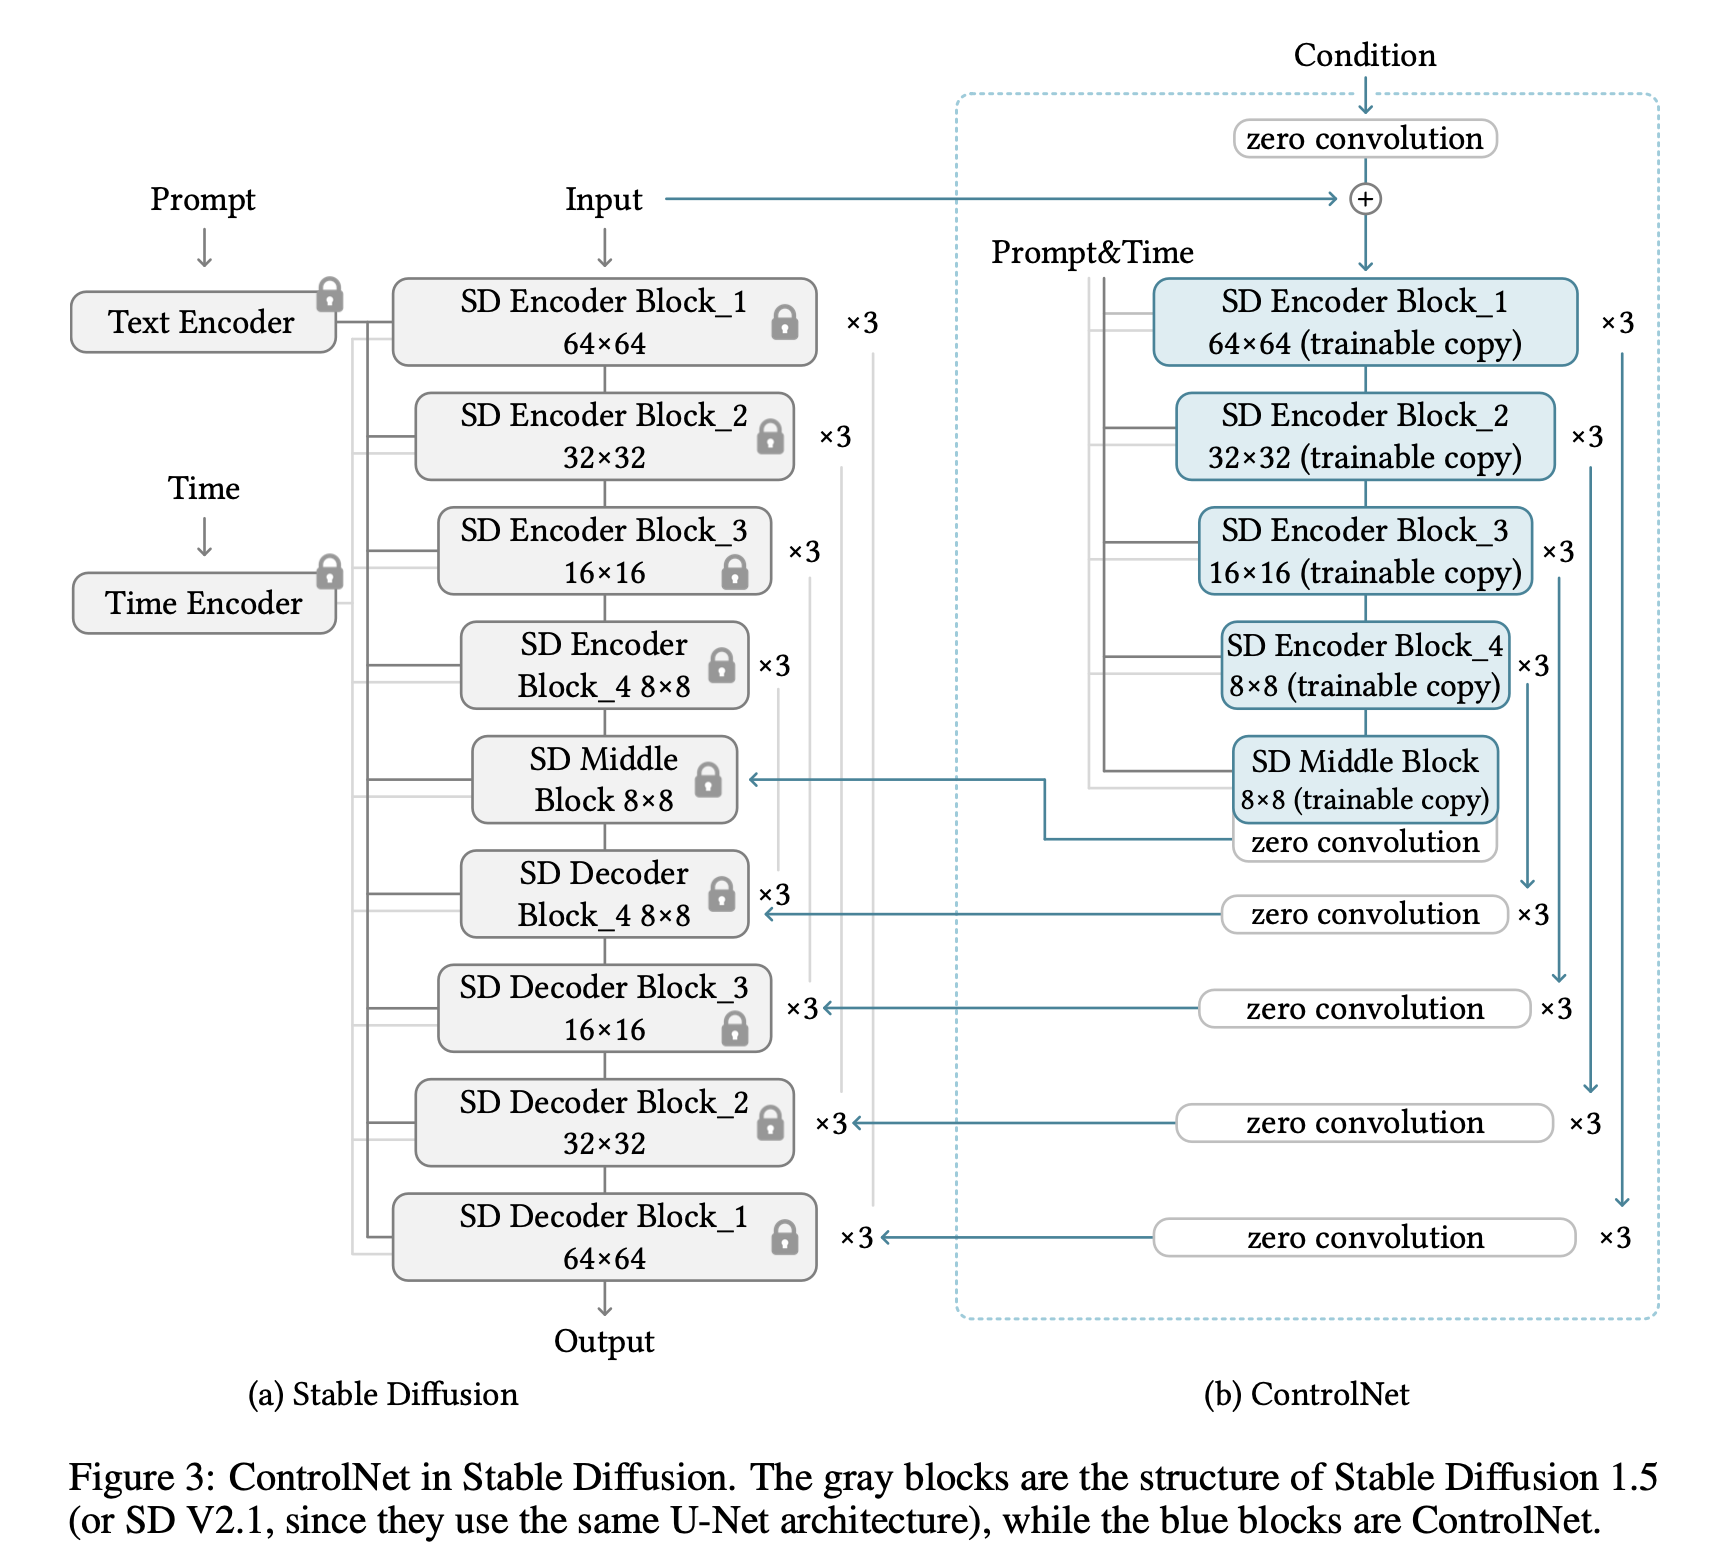 Prompt
Text Encoder
Time
Time Encoder
Input
SD Encoder Block_1
64×64
×3
SD Encoder Block_2
32×32
×3
SD Encoder Block_3
16×16
×3
SD Encoder
Block_4 8×8
×3
SD Middle
Block 8×8
SD Decoder
Block_4 8×8
×3
SD Decoder Block_3
16×16
×3
SD Decoder Block_2
32×32
×3
SD Decoder Block_1
64×64
×3
Output
(a) Stable Diffusion
Condition
zero convolution
+
Prompt&Time
SD Encoder Block_1
64×64 (trainable copy)
×3
SD Encoder Block_2
32×32 (trainable copy)
×3
SD Encoder Block_3
16×16 (trainable copy)
×3
SD Encoder Block_4
8×8 (trainable copy)
×3
SD Middle Block
8×8 (trainable copy)
zero convolution
zero convolution
×3
zero convolution
×3
zero convolution
×3
zero convolution
×3
(b) ControlNet
Figure 3: ControlNet in Stable Diffusion. The gray blocks are the structure of Stable Diffusion 1.5
(or SD V2.1, since they use the same U-Net architecture), while the blue blocks are ControlNet.